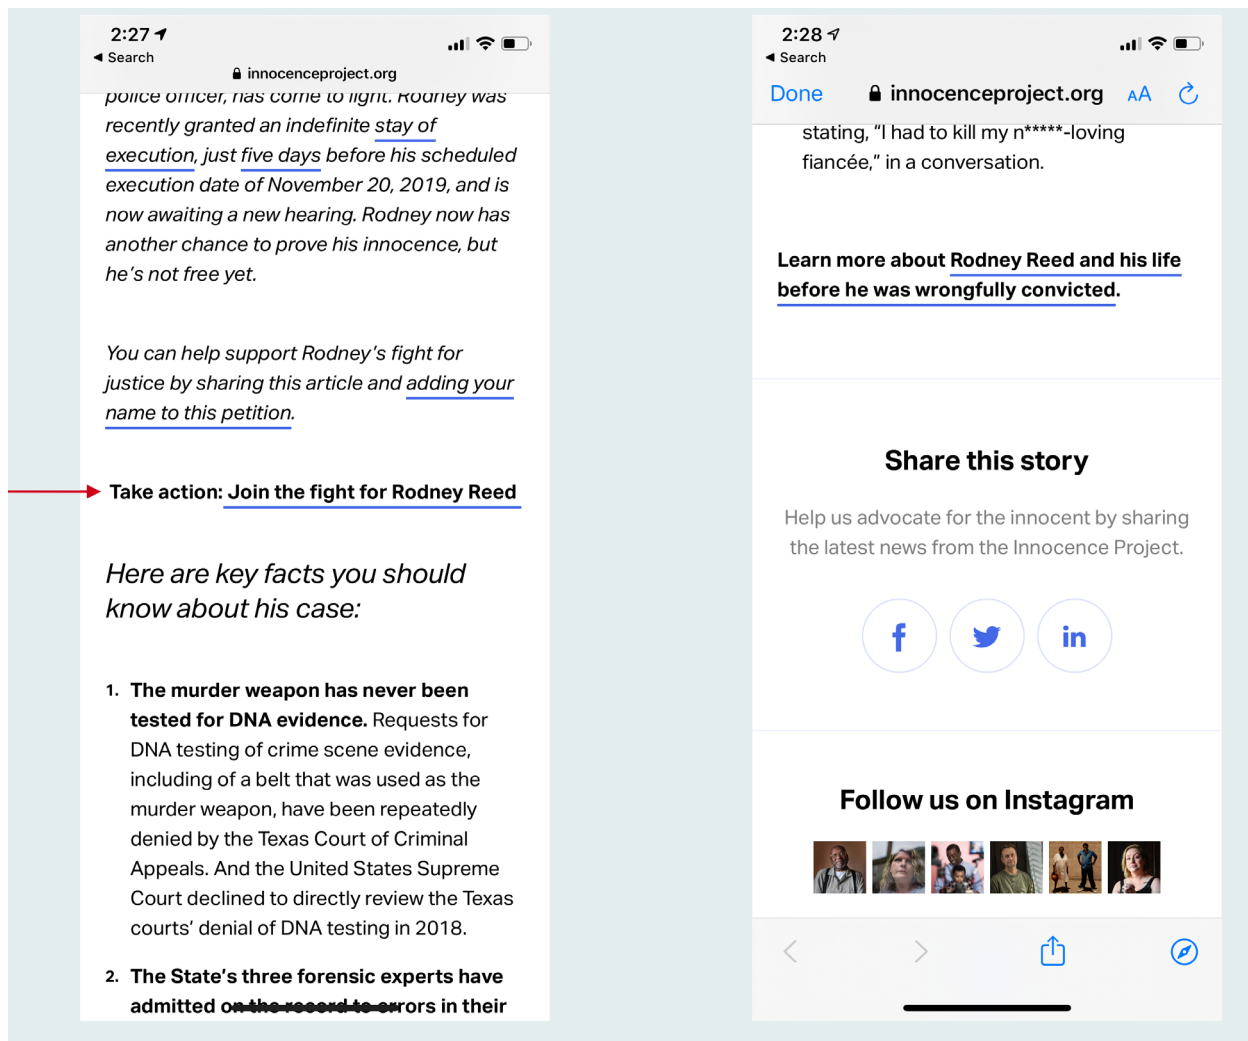 2:27
Search
innocenceproject.org
police officer, has come to light. Rodney was
recently granted an indefinite stay of
execution, just five days before his scheduled
execution date of November 20, 2019, and is
now awaiting a new hearing. Rodney now has
another chance to prove his innocence, but
he's not free yet.
You can help support Rodney's fight for
justice by sharing this article and adding your
name to this petition.
Take action: Join the fight for Rodney Reed
Here are key facts you should
know about his case:
1. The murder weapon has never been
tested for DNA evidence. Requests for
DNA testing of crime scene evidence,
including of a belt that was used as the
murder weapon, have been repeatedly
denied by the Texas Court of Criminal
Appeals. And the United States Supreme
Court declined to directly review the Texas
courts' denial of DNA testing in 2018.
2. The State's three forensic experts have
admitted on the record to errors in their
2:28
Search
Done innocenceproject.org AA
stating, "I had to kill my n*****-loving
fiancée," in a conversation.
Learn more about Rodney Reed and his life
before he was wrongfully convicted.
Share this story
Help us advocate for the innocent by sharing
the latest news from the Innocence Project.
f in
Follow us on Instagram